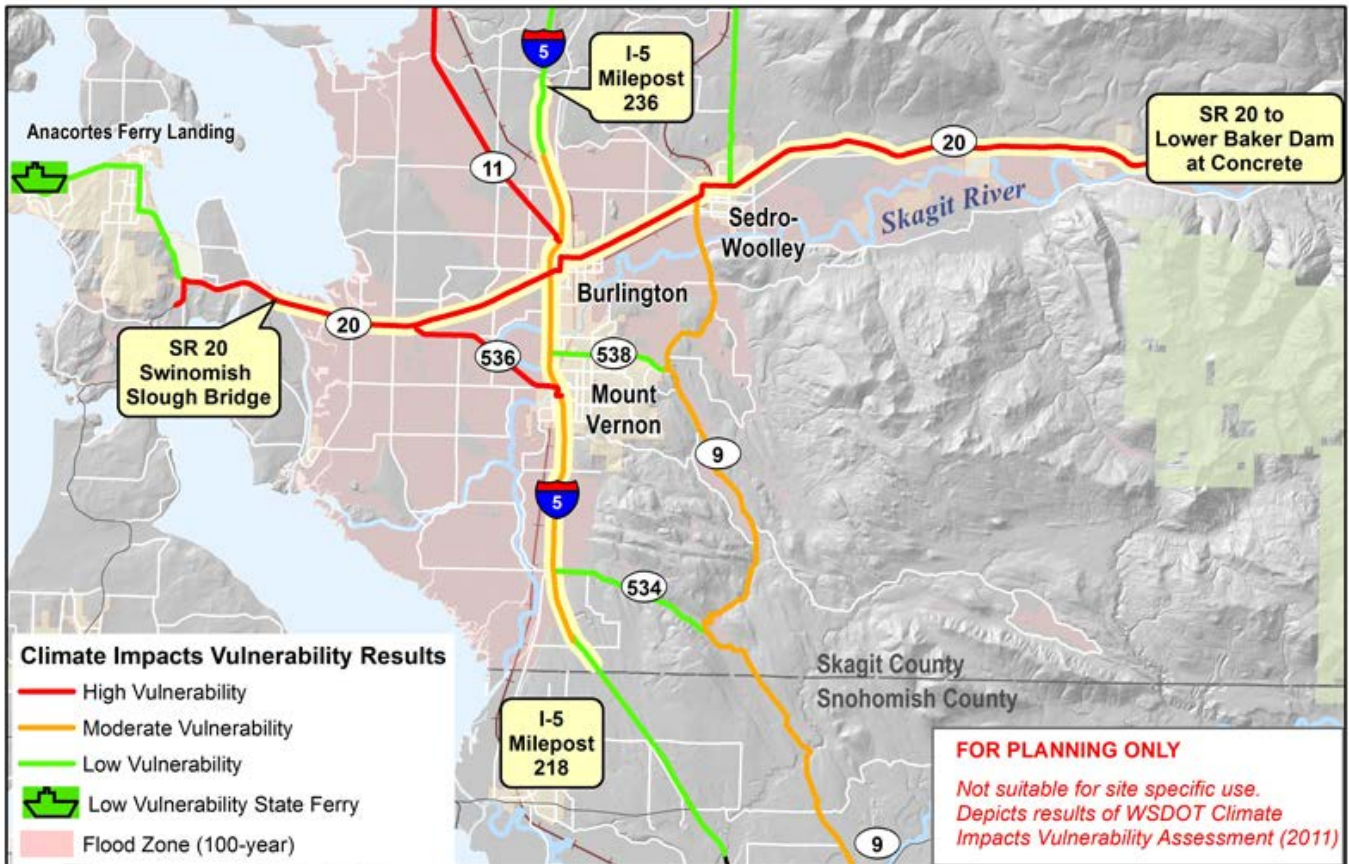 5
I-5
Milepost
236
Anacortes Ferry Landing
SR 20 to
Lower Baker Dam
at Concrete
20
11
Skagit River
Sedro-
Woolley
Burlington
20
SR 20
Swinomish
Slough Bridge
536
538
Mount
Vernon
9
5
534
Skagit County
Snohomish County
Climate Impacts Vulnerability Results
High Vulnerability
Moderate Vulnerability
Low Vulnerability
Low Vulnerability State Ferry
Flood Zone (100-year)
I-5
Milepost
218
FOR PLANNING ONLY
Not suitable for site specific use.
Depicts results of WSDOT Climate
Impacts Vulnerability Assessment (2011)
9